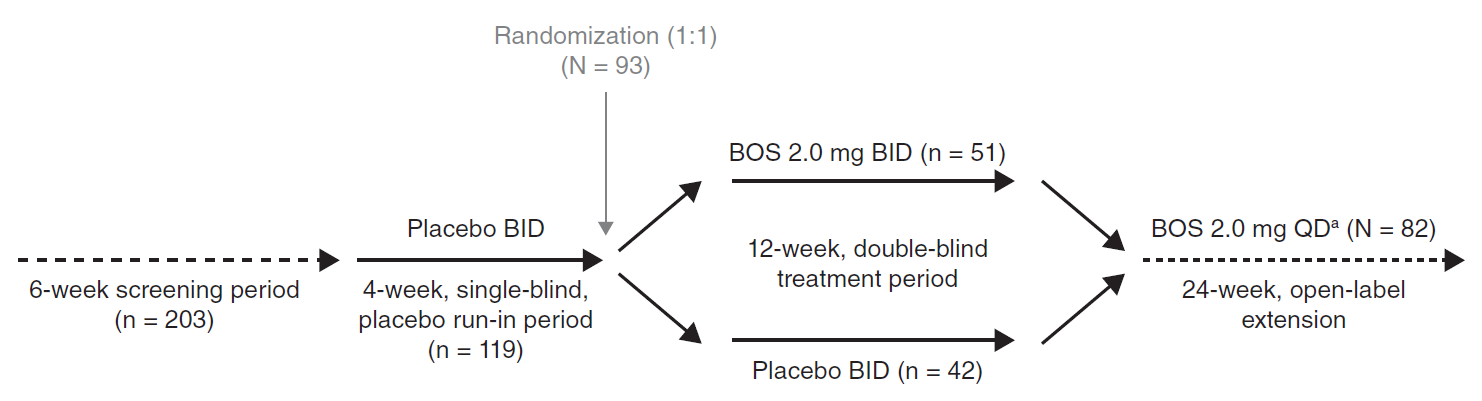 Randomization (1:1)
(N = 93)
BOS 2.0 mg BID (n = 51)
Placebo BID
BOS 2.0 mg QDᵃ (N = 82)
12-week, double-blind
treatment period
6-week screening period
(n = 203)
4-week, single-blind,
placebo run-in period
(n = 119)
24-week, open-label
extension
Placebo BID (n = 42)